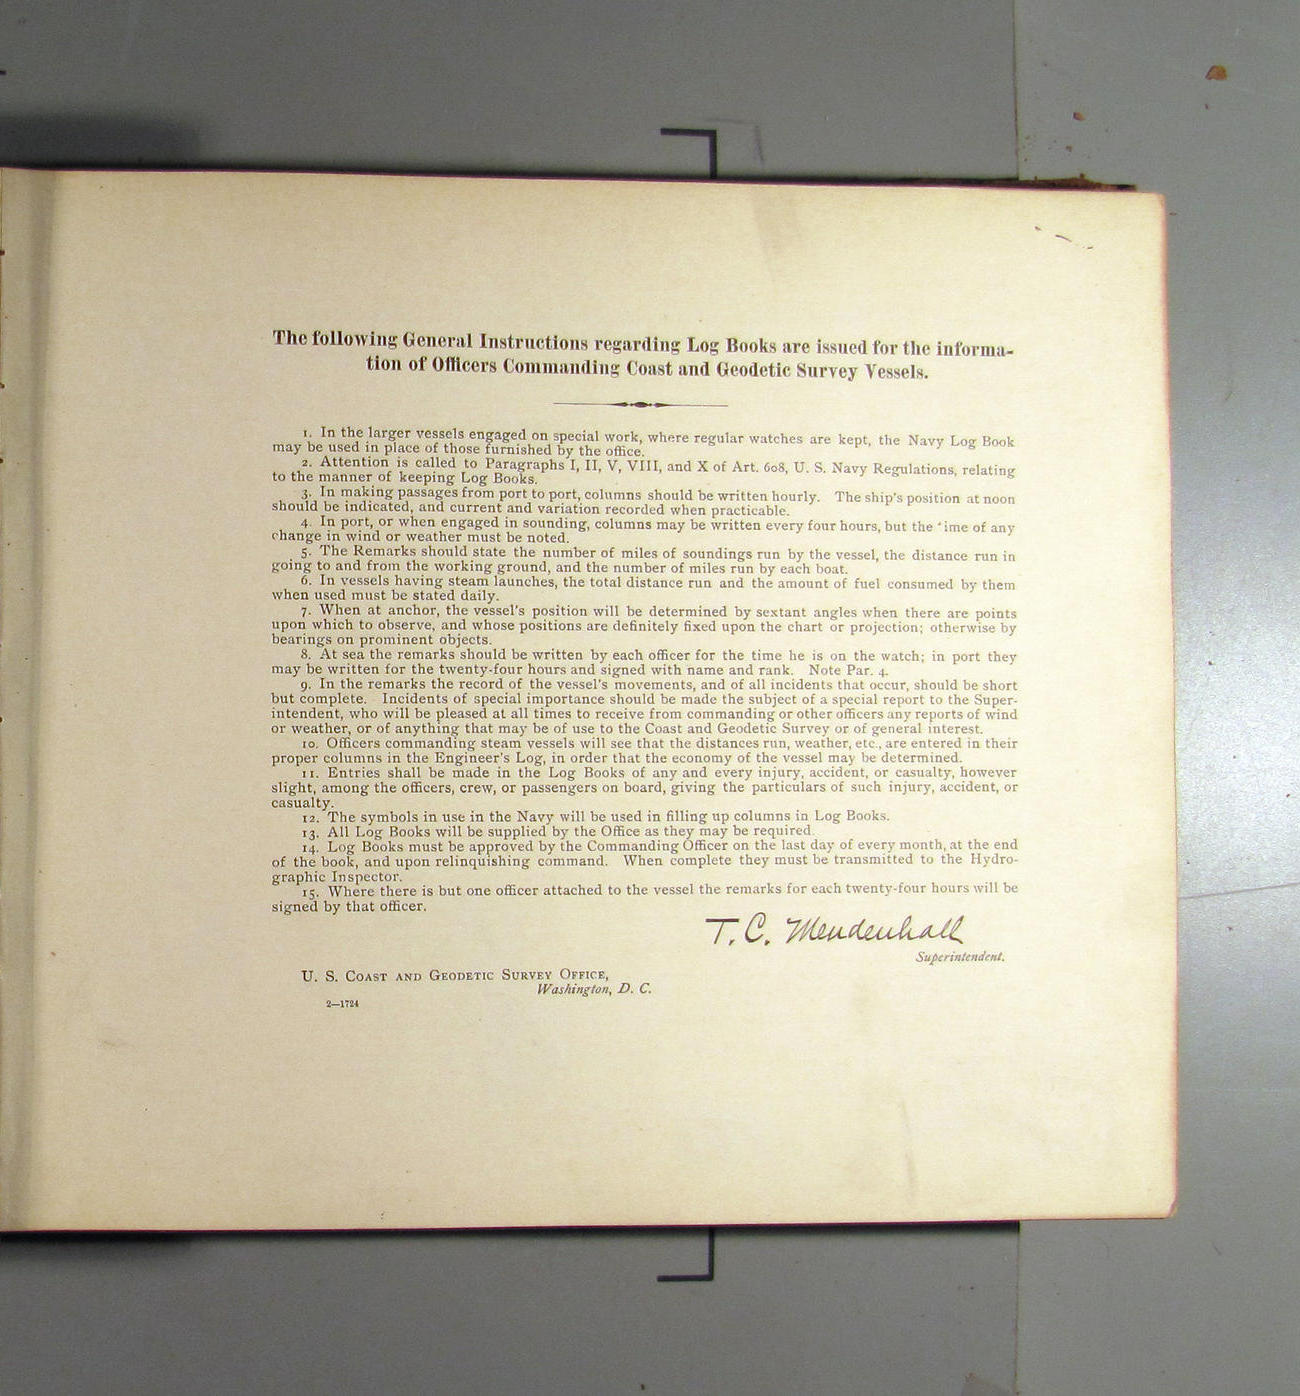 The following General Instructions regarding Log Books are issued for the informa-
tion of Officers Commanding Coast and Geodetic Survey Vessels.
1. In the larger vessels engaged on special work, where regular watches are kept, the Navy Log Book
may be used in place of those furnished by the office.
2. Attention is called to Paragraphs I, II, V, VIII, and X of Art. 608, U. S. Navy Regulations, relating
to the manner of keeping Log Books.
3. In making passages from port to port, columns should be written hourly. The ship's position at noon
should be indicated, and current and variation recorded when practicable.
4. In port, or when engaged in sounding, columns may be written every four hours, but the 'ime of any
change in wind or weather must be noted.
5. The Remarks should state the number of miles of soundings run by the vessel, the distance run in
going to and from the working ground, and the number of miles run by each boat.
6. In vessels having steam launches, the total distance run and the amount of fuel consumed by them
when used must be stated daily.
7. When at anchor, the vessel's position will be determined by sextant angles when there are points
upon which to observe, and whose positions are definitely fixed upon the chart or projection; otherwise by
bearings on prominent objects.
8. At sea the remarks should be written by each officer for the time he is on the watch; in port they
may be written for the twenty-four hours and signed with name and rank. Note Par. 4.
9. In the remarks the record of the vessel's movements, and of all incidents that occur, should be short
but complete. Incidents of special importance should be made the subject of a special report to the Super-
intendent, who will be pleased at all times to receive from commanding or other officers any reports of wind
or weather, or of anything that may be of use to the Coast and Geodetic Survey or of general interest.
10. Officers commanding steam vessels will see that the distances run, weather, etc., are entered in their
proper columns in the Engineer's Log, in order that the economy of the vessel may be determined.
11. Entries shall be made in the Log Books of any and every injury, accident, or casualty, however
slight, among the officers, crew, or passengers on board, giving the particulars of such injury, accident, or
casualty.
12. The symbols in use in the Navy will be used in filling up columns in Log Books.
13. All Log Books will be supplied by the Office as they may be required.
14. Log Books must be approved by the Commanding Officer on the last day of every month, at the end
of the book, and upon relinquishing command. When complete they must be transmitted to the Hydro-
graphic Inspector.
15. Where there is but one officer attached to the vessel the remarks for each twenty-four hours will be
signed by that officer.
T. C. Mendenhall
Superintendent.
U. S. Coast and Geodetic Survey Office,
Washington, D. C.
2—1724